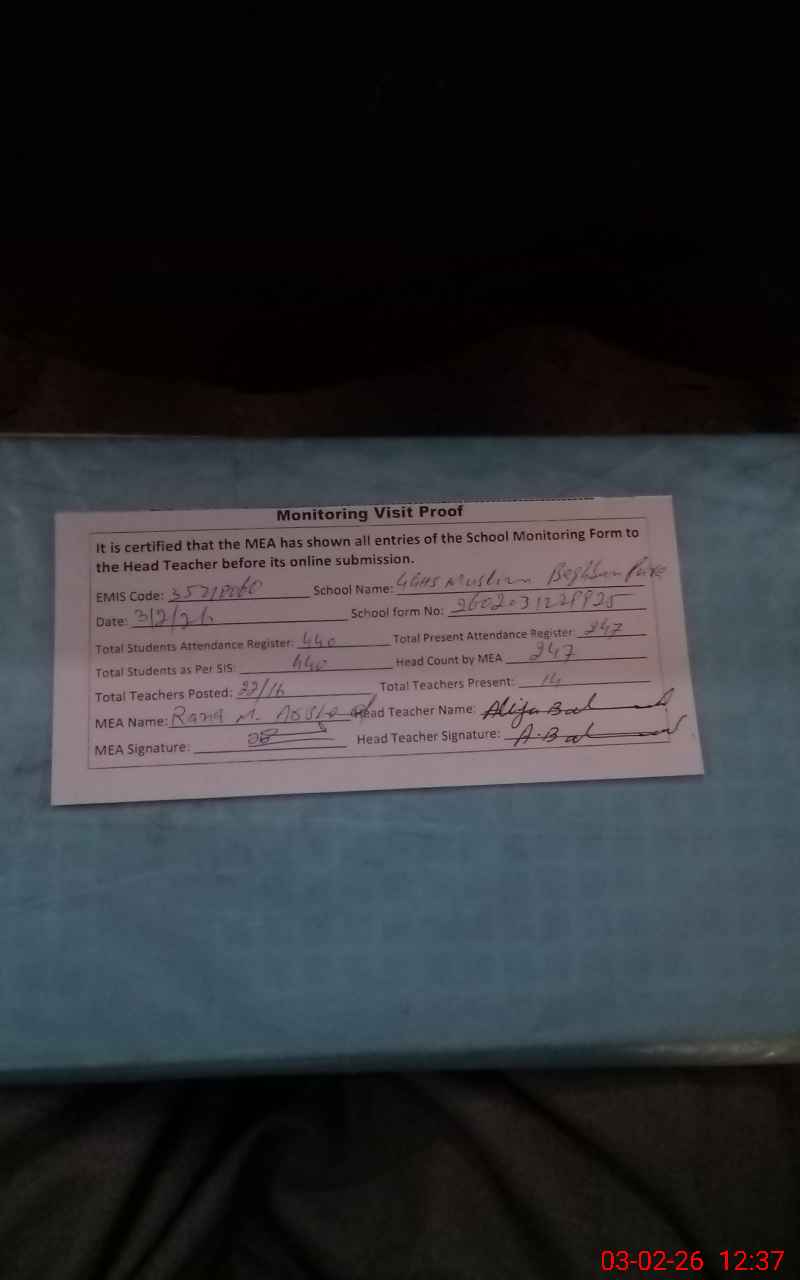 Monitoring Visit Proof
It is certified that the MEA has shown all entries of the School Monitoring Form to
the Head Teacher before its online submission.
EMIS Code: School Name: GGHS Muslim
Date: 3/2/26 School form No:
Total Students Attendance Register: 440 Total Present Attendance Register: 247
Total Students as Per SIS: 440 Head Count by MEA 247
Total Teachers Posted: Total Teachers Present: 14
MEA Name: Rana M. Head Teacher Name:
MEA Signature: Head Teacher Signature:
03-02-26 12:37